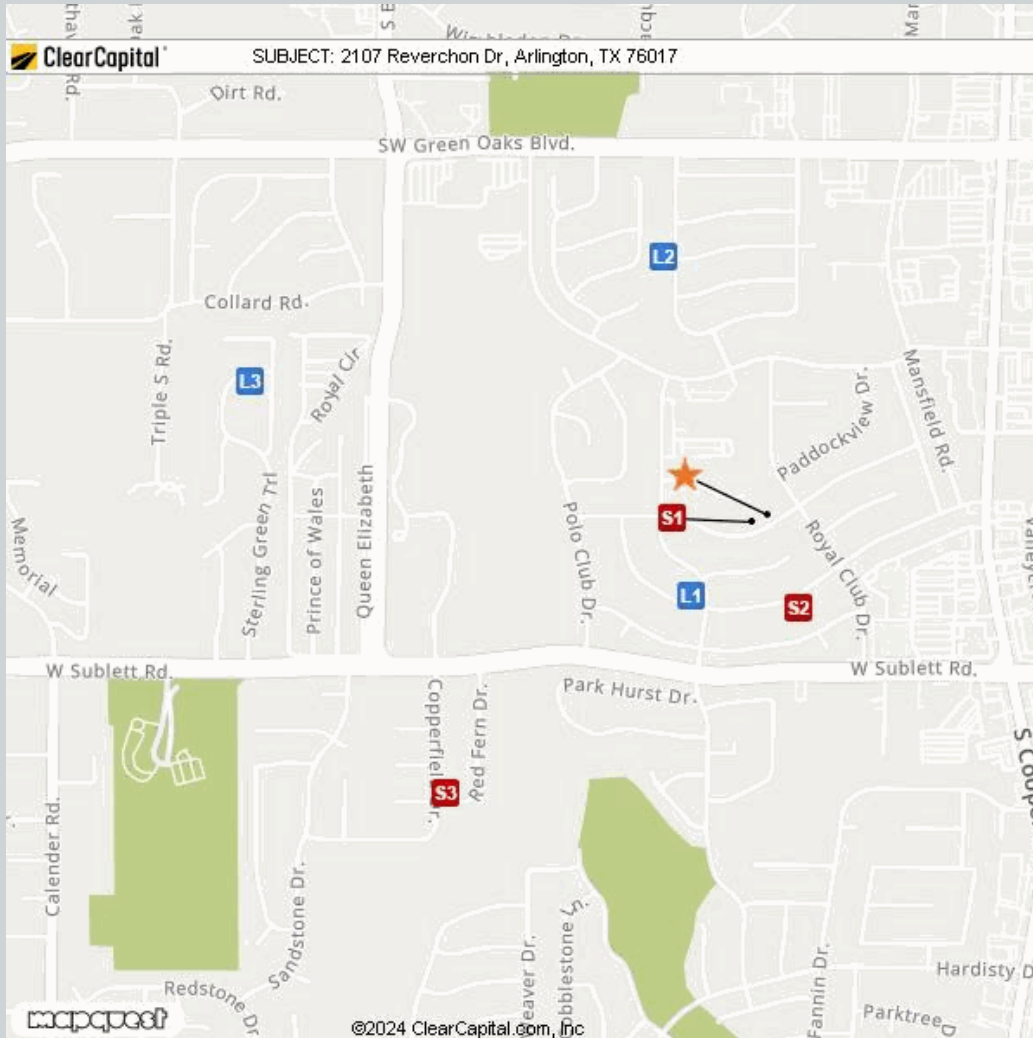 ClearCapital
SUBJECT: 2107 Reverchon Dr, Arlington, TX 76017
Dirt Rd.
SW Green Oaks Blvd.
L2
Collard Rd.
L3
Triple S Rd.
Royal Cir
Mansfield Rd.
Paddockview Dr.
S1
Polo Club Dr.
Royal Club Dr.
Memorial
Sterling Green Trl
Prince of Wales
Queen Elizabeth
L1
S2
W Sublett Rd.
W Sublett Rd.
Park Hurst Dr.
Copperfield Dr.
Red Fern Dr.
S3
Calender Rd.
Sandstone Dr.
Redstone Dr
Weaver Dr.
Cobblestone Ln.
Fannin Dr.
Hardisty D
Parktree D
S Coope
mapquest
©2024 ClearCapital.com, Inc